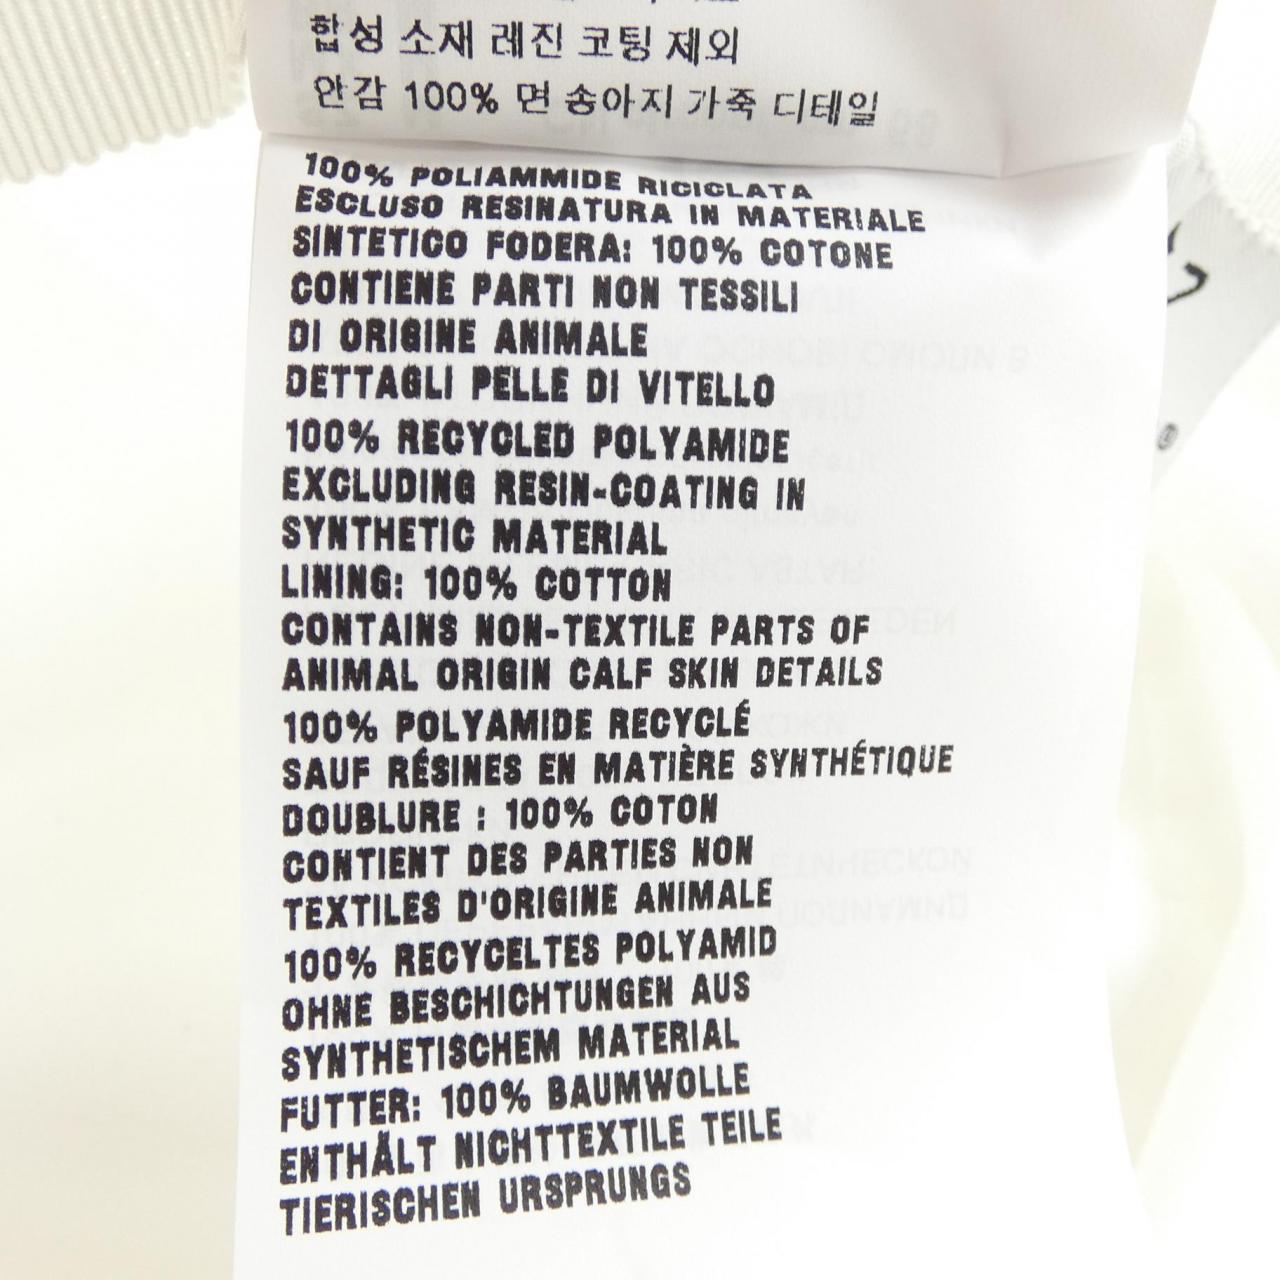 합성 소재 레진 코팅 제외
안감 100% 면 송아지 가죽 디테일
100% POLIAMMIDE RICICLATA
ESCLUSO RESINATURA IN MATERIALE
SINTETICO FODERA: 100% COTONE
CONTIENE PARTI NON TESSILI
DI ORIGINE ANIMALE
DETTAGLI PELLE DI VITELLO
100% RECYCLED POLYAMIDE
EXCLUDING RESIN-COATING IN
SYNTHETIC MATERIAL
LINING: 100% COTTON
CONTAINS NON-TEXTILE PARTS OF
ANIMAL ORIGIN CALF SKIN DETAILS
100% POLYAMIDE RECYCLÉ
SAUF RÉSINES EN MATIÈRE SYNTHÉTIQUE
DOUBLURE : 100% COTON
CONTIENT DES PARTIES NON
TEXTILES D'ORIGINE ANIMALE
100% RECYCELTES POLYAMID
OHNE BESCHICHTUNGEN AUS
SYNTHETISCHEM MATERIAL
FUTTER: 100% BAUMWOLLE
ENTHÄLT NICHTTEXTILE TEILE
TIERISCHEN URSPRUNGS